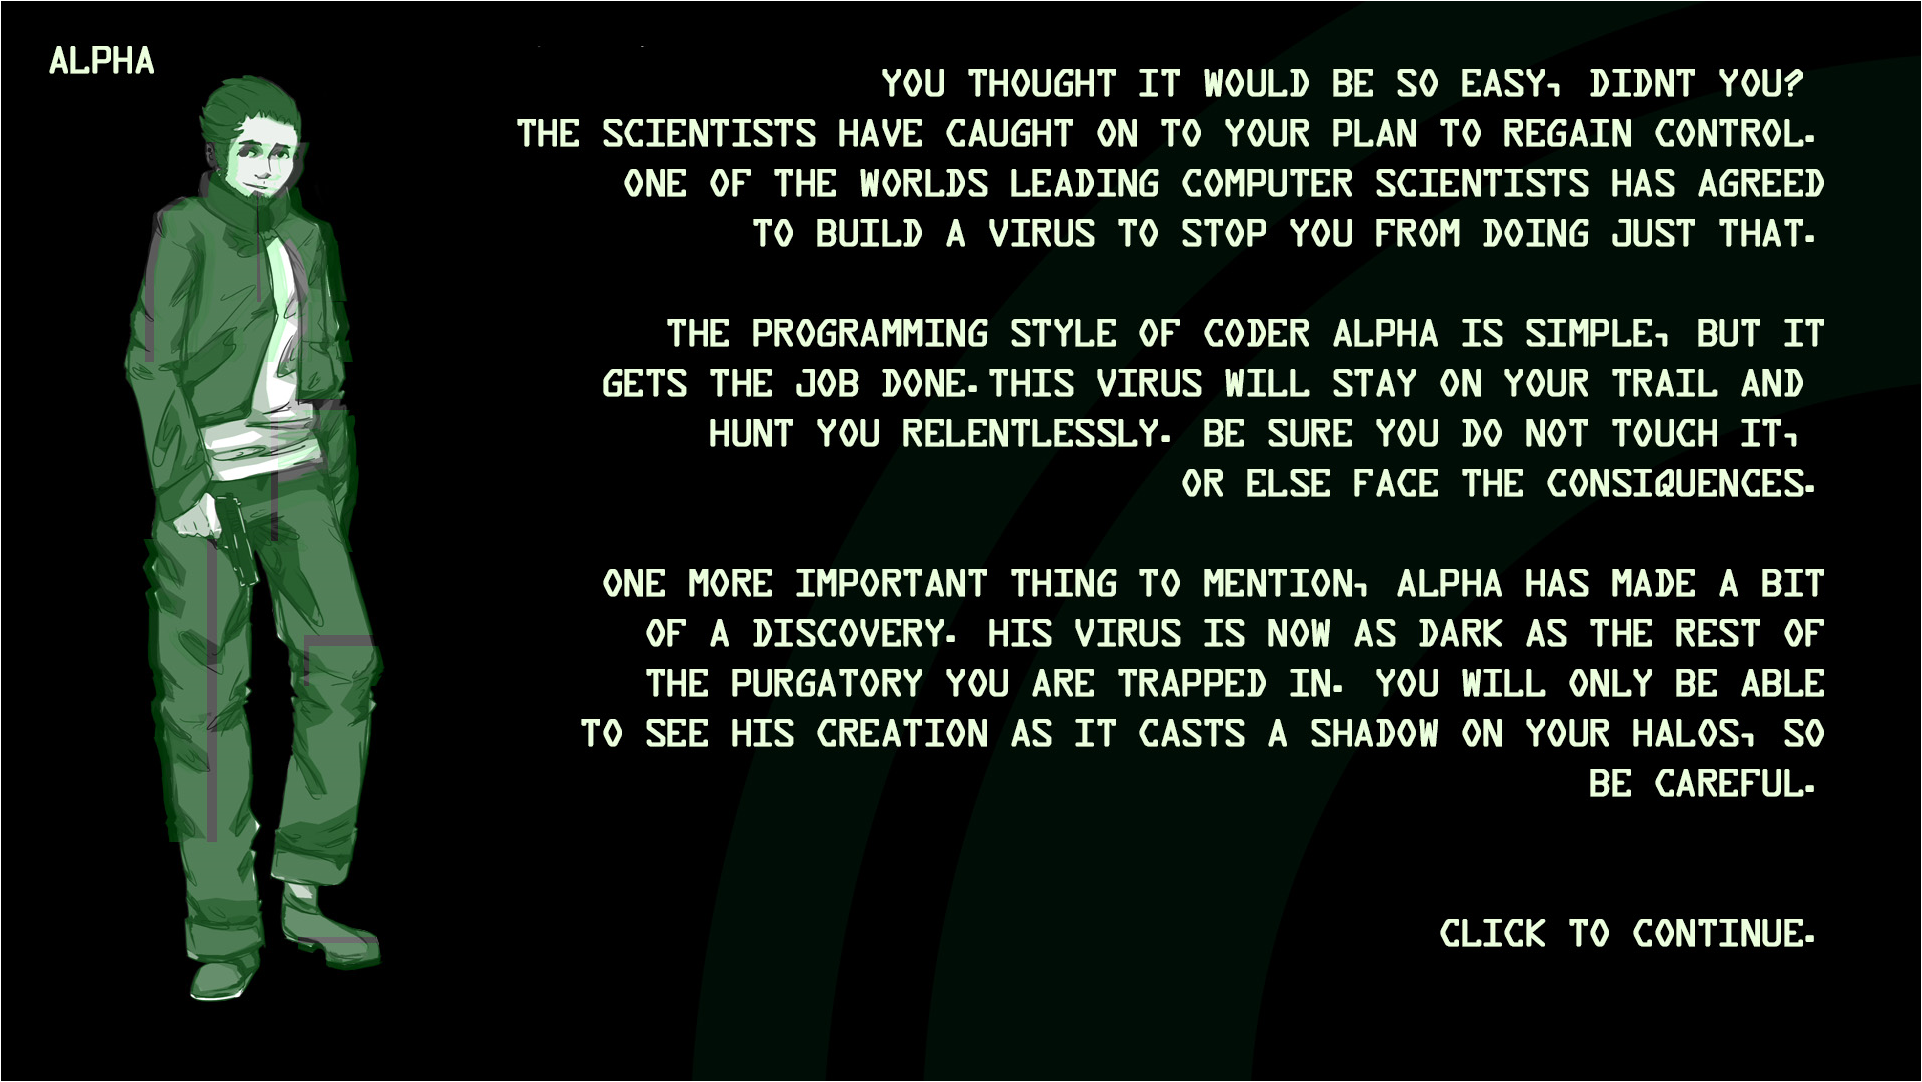 ALPHA
YOU THOUGHT IT WOULD BE SO EASY, DIDNT YOU?
THE SCIENTISTS HAVE CAUGHT ON TO YOUR PLAN TO REGAIN CONTROL.
ONE OF THE WORLDS LEADING COMPUTER SCIENTISTS HAS AGREED
TO BUILD A VIRUS TO STOP YOU FROM DOING JUST THAT.
THE PROGRAMMING STYLE OF CODER ALPHA IS SIMPLE, BUT IT
GETS THE JOB DONE.THIS VIRUS WILL STAY ON YOUR TRAIL AND
HUNT YOU RELENTLESSLY. BE SURE YOU DO NOT TOUCH IT,
OR ELSE FACE THE CONSIQUENCES.
ONE MORE IMPORTANT THING TO MENTION, ALPHA HAS MADE A BIT
OF A DISCOVERY. HIS VIRUS IS NOW AS DARK AS THE REST OF
THE PURGATORY YOU ARE TRAPPED IN. YOU WILL ONLY BE ABLE
TO SEE HIS CREATION AS IT CASTS A SHADOW ON YOUR HALOS, SO
BE CAREFUL.
CLICK TO CONTINUE.